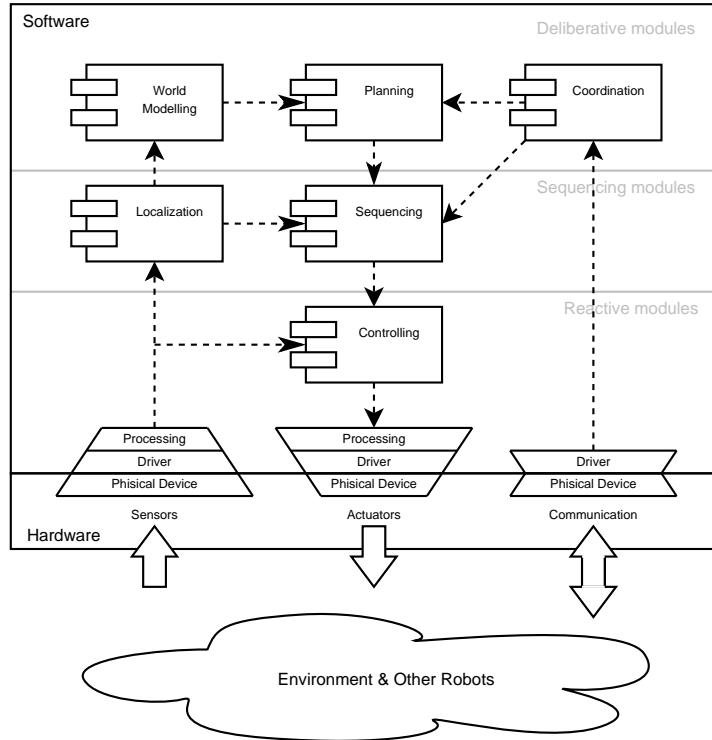 Software
Deliberative modules
World
Modelling
Planning
Coordination
Sequencing modules
Localization
Sequencing
Reactive modules
Controlling
Processing
Driver
Phisical Device
Sensors
Processing
Driver
Phisical Device
Actuators
Driver
Phisical Device
Communication
Hardware
Environment & Other Robots